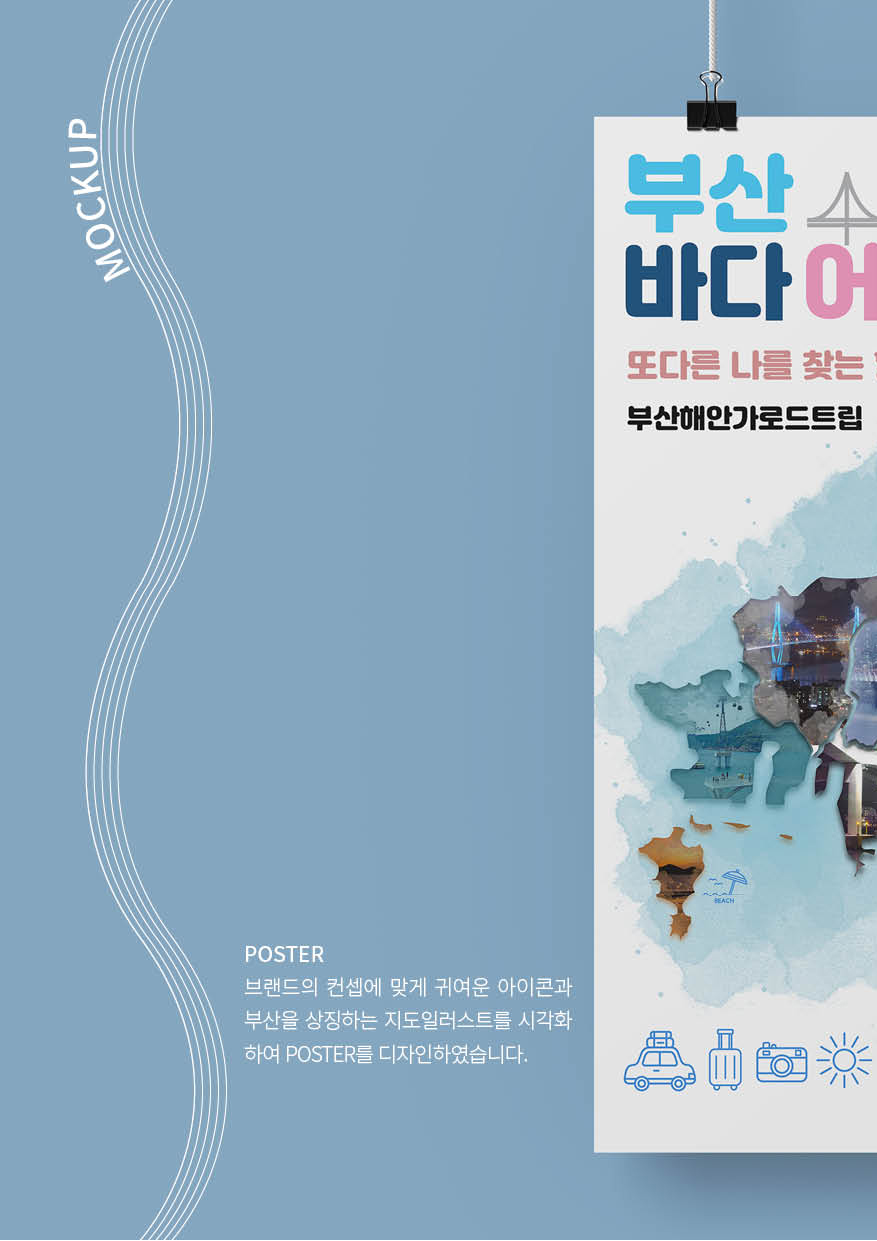 MOCKUP
부산
바다 어
또다른 나를 찾는
부산해안가로드트립
BEACH
POSTER
브랜드의 컨셉에 맞게 귀여운 아이콘과
부산을 상징하는 지도일러스트를 시각화
하여 POSTER를 디자인하였습니다.